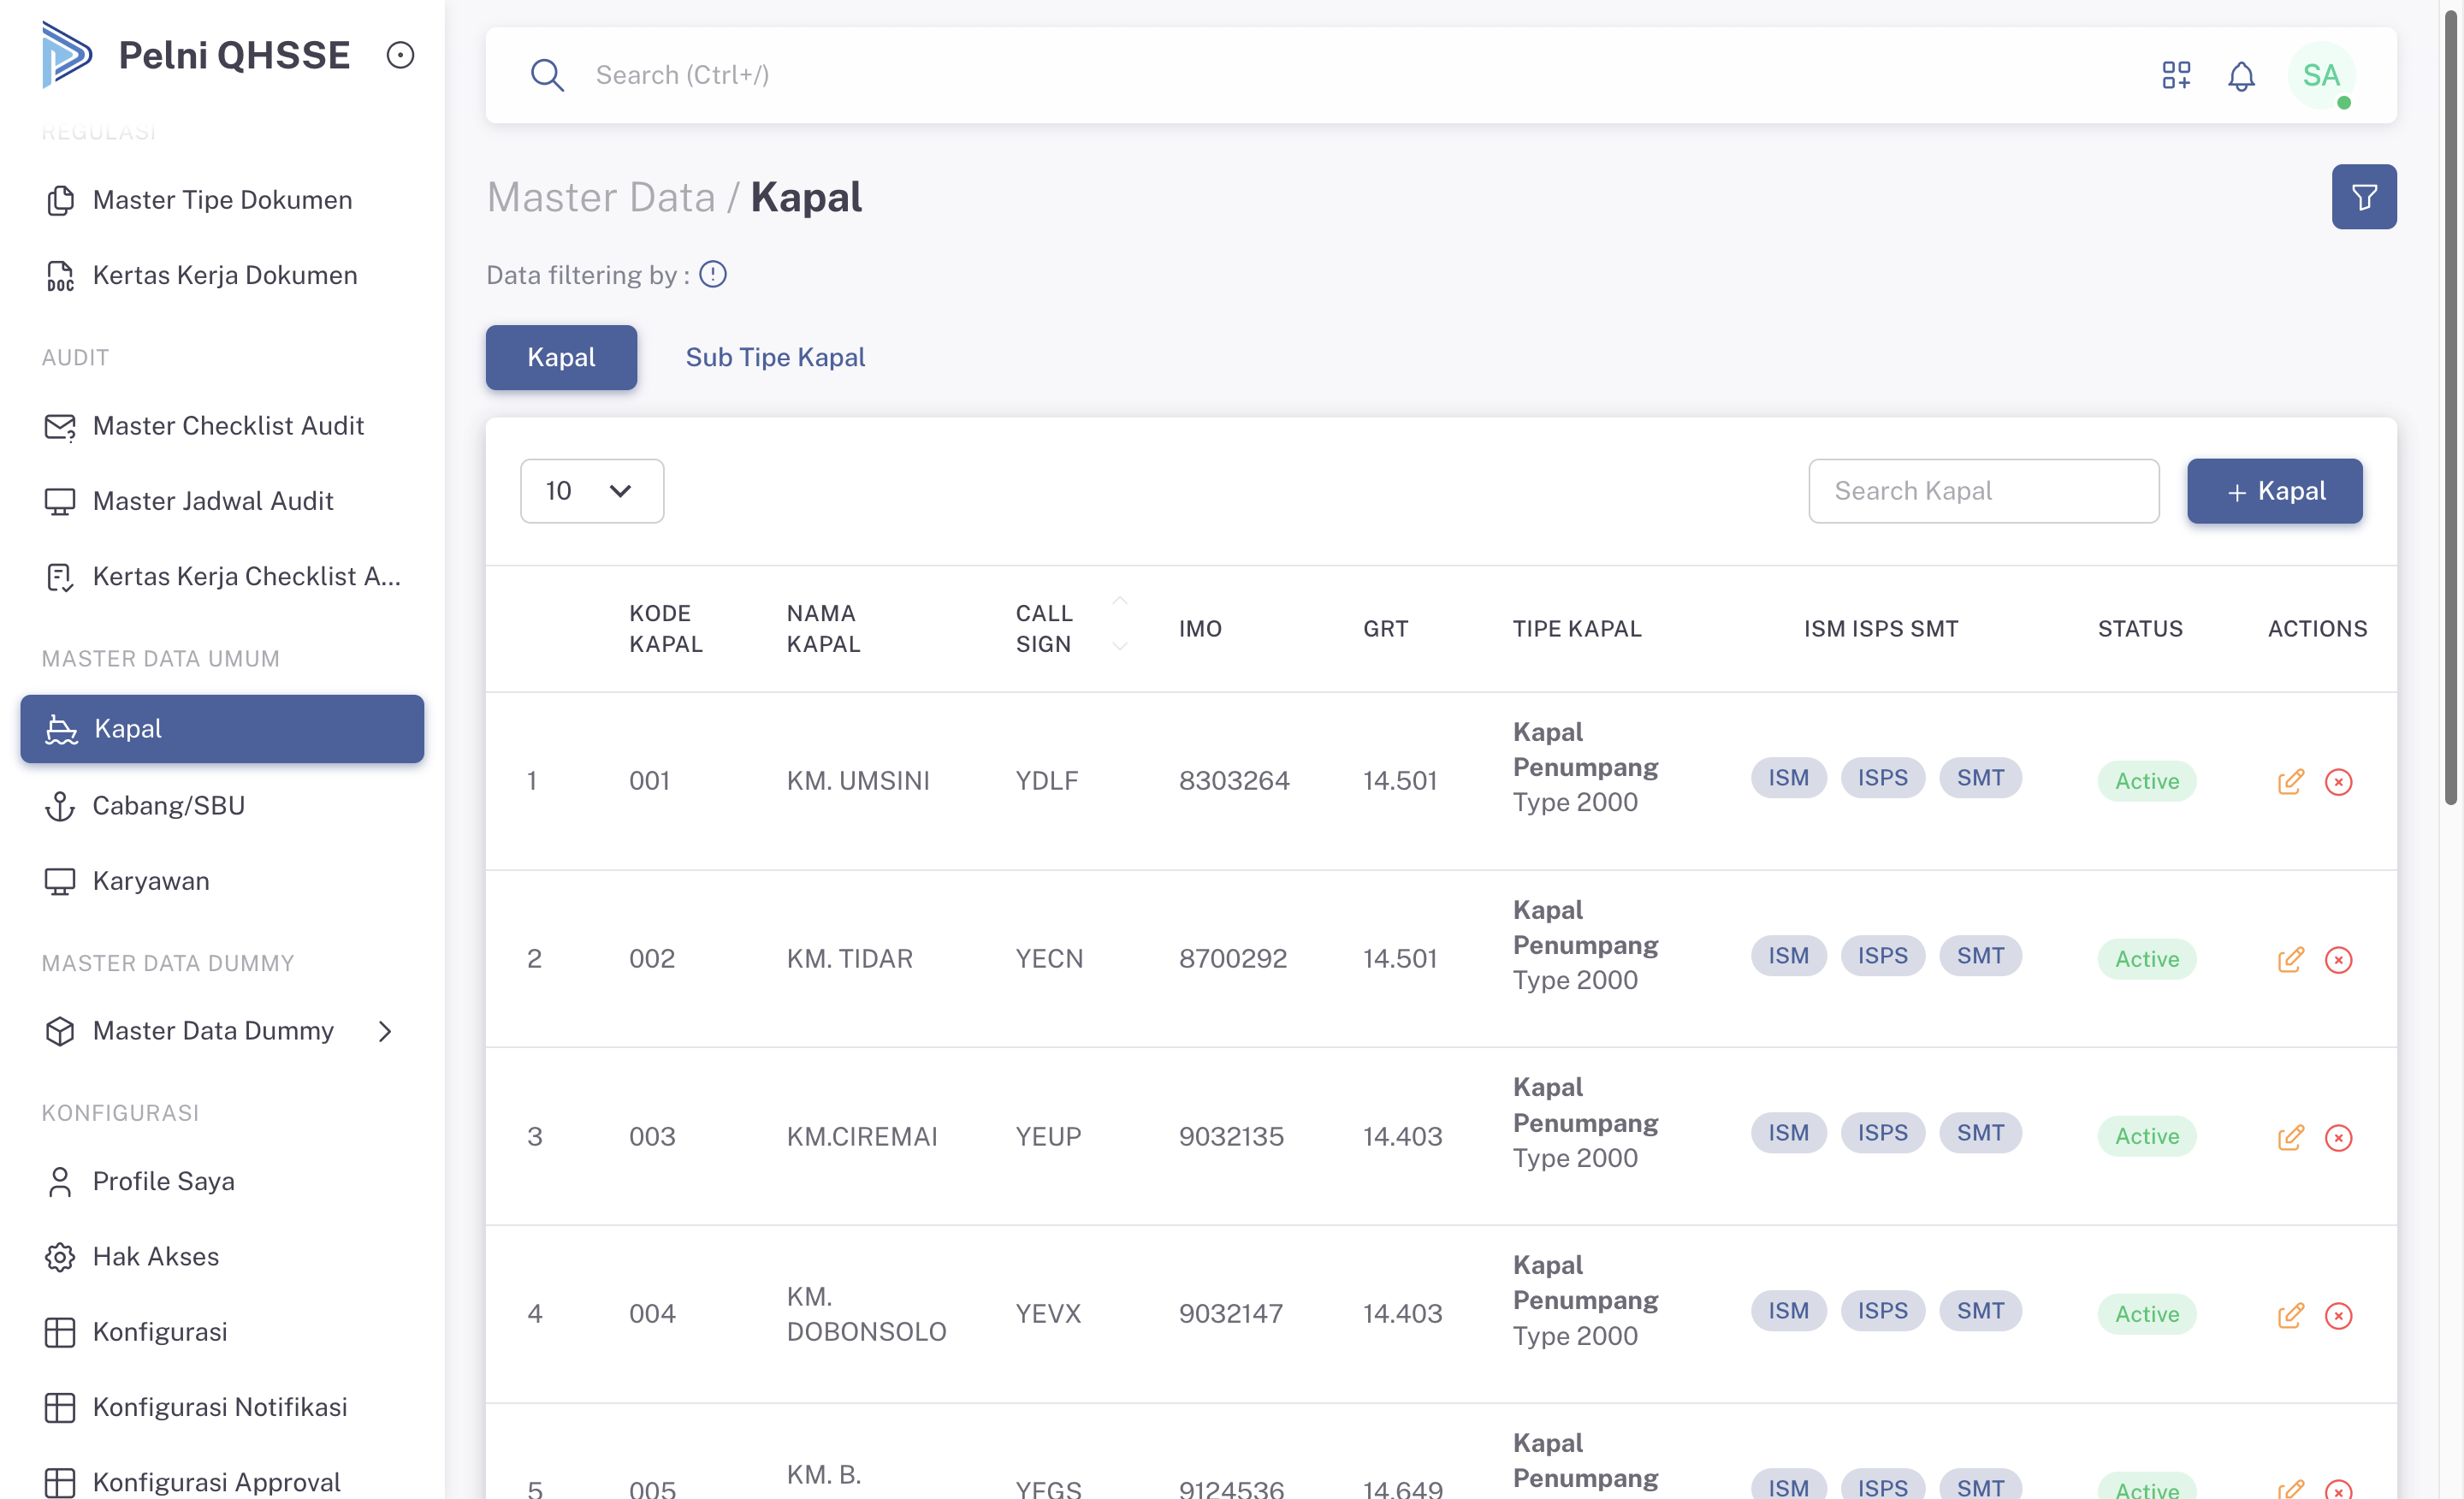 Pelni QHSSE
REGULASI
Master Tipe Dokumen
Kertas Kerja Dokumen
AUDIT
Master Checklist Audit
Master Jadwal Audit
Kertas Kerja Checklist A...
MASTER DATA UMUM
Kapal
Cabang/SBU
Karyawan
MASTER DATA DUMMY
Master Data Dummy
KONFIGURASI
Profile Saya
Hak Akses
Konfigurasi
Konfigurasi Notifikasi
Konfigurasi Approval
Search (Ctrl+/)
SA
Master Data / Kapal
Data filtering by :
Kapal Sub Tipe Kapal
10 Search Kapal + Kapal
KODE KAPAL NAMA KAPAL CALL SIGN IMO GRT TIPE KAPAL ISM ISPS SMT STATUS ACTIONS
1 001 KM. UMSINI YDLF 8303264 14.501 Kapal Penumpang Type 2000 ISM ISPS SMT Active
2 002 KM. TIDAR YECN 8700292 14.501 Kapal Penumpang Type 2000 ISM ISPS SMT Active
3 003 KM.CIREMAI YEUP 9032135 14.403 Kapal Penumpang Type 2000 ISM ISPS SMT Active
4 004 KM. DOBONSOLO YEVX 9032147 14.403 Kapal Penumpang Type 2000 ISM ISPS SMT Active
5 005 KM. B. YFGS 9124536 14.649 Kapal Penumpang ISM ISPS SMT Active